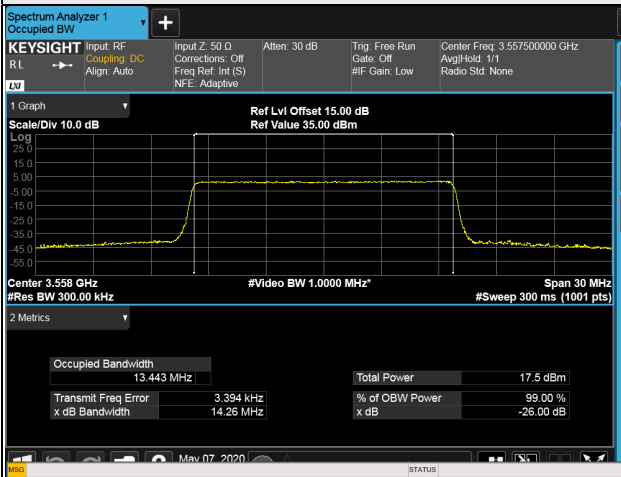 Spectrum Analyzer 1
Occupied BW
KEYSIGHT Input: RF Input Z: 50 Ω Atten: 30 dB Trig: Free Run Center Freq: 3.557500000 GHz
RL Coupling: DC Corrections: Off Gate: Off Avg|Hold: 1/1
Align: Auto Freq Ref: Int (S) #IF Gain: Low Radio Std: None
LXI NFE: Adaptive
1 Graph
Ref Lvl Offset 15.00 dB
Scale/Div 10.0 dB Ref Value 35.00 dBm
Log
25.0
15.0
5.00
-5.00
-15.0
-25.0
-35.0
-45.0
-55.0
Center 3.558 GHz #Video BW 1.0000 MHz* Span 30 MHz
#Res BW 300.00 kHz #Sweep 300 ms (1001 pts)
2 Metrics
Occupied Bandwidth
13.443 MHz Total Power 17.5 dBm
Transmit Freq Error 3.394 kHz % of OBW Power 99.00 %
x dB Bandwidth 14.26 MHz x dB -26.00 dB
May 07, 2020
MSG STATUS